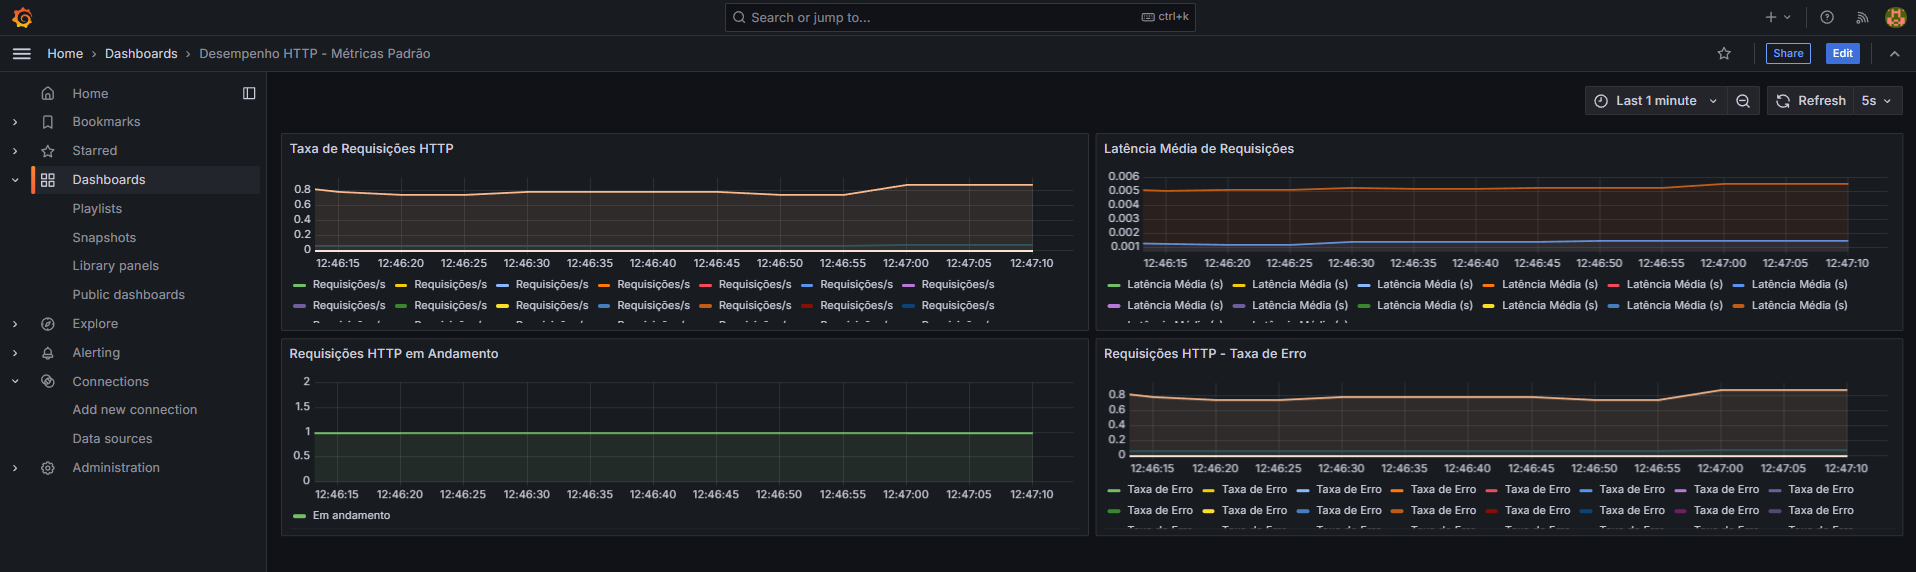 Search or jump to...
ctrl+k
Home › Dashboards › Desempenho HTTP - Métricas Padrão
Share
Edit
Home
Bookmarks
Starred
Dashboards
Playlists
Snapshots
Library panels
Public dashboards
Explore
Alerting
Connections
Add new connection
Data sources
Administration
Last 1 minute
Refresh
5s
Taxa de Requisições HTTP
0.8
0.6
0.4
0.2
0
12:46:15 12:46:20 12:46:25 12:46:30 12:46:35 12:46:40 12:46:45 12:46:50 12:46:55 12:47:00 12:47:05 12:47:10
Requisições/s Requisições/s Requisições/s Requisições/s Requisições/s Requisições/s Requisições/s
Requisições/s Requisições/s Requisições/s Requisições/s Requisições/s Requisições/s Requisições/s
Latência Média de Requisições
0.006
0.005
0.004
0.003
0.002
0.001
12:46:15 12:46:20 12:46:25 12:46:30 12:46:35 12:46:40 12:46:45 12:46:50 12:46:55 12:47:00 12:47:05 12:47:10
Latência Média (s) Latência Média (s) Latência Média (s) Latência Média (s) Latência Média (s) Latência Média (s)
Latência Média (s) Latência Média (s) Latência Média (s) Latência Média (s) Latência Média (s) Latência Média (s)
Requisições HTTP em Andamento
2
1.5
1
0.5
0
12:46:15 12:46:20 12:46:25 12:46:30 12:46:35 12:46:40 12:46:45 12:46:50 12:46:55 12:47:00 12:47:05 12:47:10
Em andamento
Requisições HTTP - Taxa de Erro
0.8
0.6
0.4
0.2
0
12:46:15 12:46:20 12:46:25 12:46:30 12:46:35 12:46:40 12:46:45 12:46:50 12:46:55 12:47:00 12:47:05 12:47:10
Taxa de Erro Taxa de Erro Taxa de Erro Taxa de Erro Taxa de Erro Taxa de Erro Taxa de Erro Taxa de Erro
Taxa de Erro Taxa de Erro Taxa de Erro Taxa de Erro Taxa de Erro Taxa de Erro Taxa de Erro Taxa de Erro